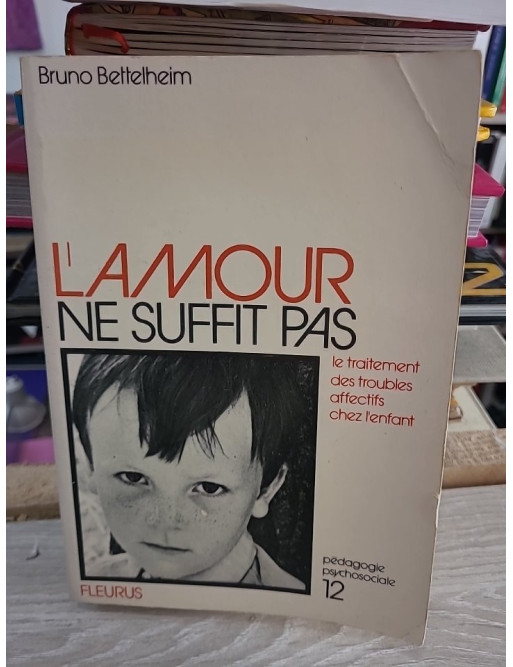 Bruno Bettelheim
L'AMOUR
NE SUFFIT PAS
le traitement
des troubles
affectifs
chez l'enfant
pédagogie
psychosociale
12
FLEURUS